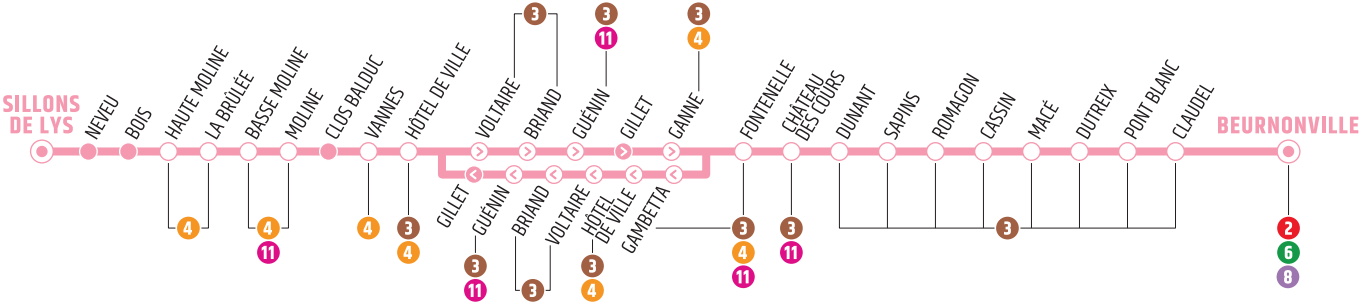 3
3
11
3
4
SILLONS
DE LYS
NEVEU
BOIS
HAUTE MOLINE
LA BRÛLÉE
BASSE MOLINE
MOLINE
CLOS BALDUC
VANNES
HÔTEL DE VILLE
VOLTAIRE
BRIAND
GUÉNIN
GILLET
GANNE
FONTENELLE
CHÂTEAU
DES COURS
DUNANT
SAPINS
ROMAGON
CASSIN
MACÉ
DUTREIX
PONT BLANC
CLAUDEL
BEURNONVILLE
GILLET
GUÉNIN
BRIAND
VOLTAIRE
HÔTEL
DE VILLE
GAMBETTA
4
4
11
4
3
4
3
11
3
3
4
3
4
11
3
11
3
2
6
8